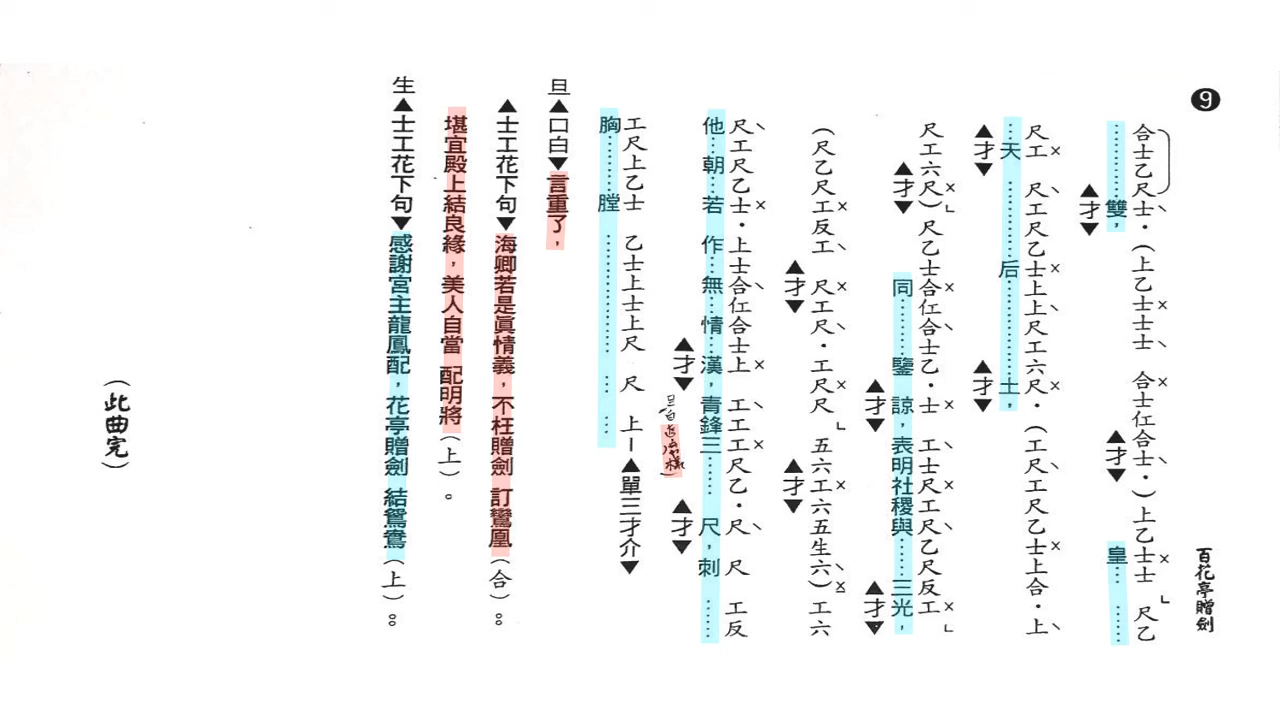 9
百花亭贈劍
合士乙尺士・(上乙士士士 合士仜合士・)上乙士士 尺乙
…………雙, ▲才▼ ▲才▼ 皇………
尺工 尺工尺乙士上上尺工六尺・(工尺工尺乙士上合・上
……天………………后………………土,
▲才▼ ▲才▼
尺工六尺)尺乙士合仜合士乙・士 工士尺工尺乙尺反工
▲才▼ 同………鑒 諒,表明社稷與……三光,
▲才▼ ▲才▼
(尺乙尺工反工 尺工尺・工尺尺 五六工六五生六)工六
▲才▼ ▲才▼
尺工尺乙士・上士合仜合士上 工工工尺乙・尺 尺 工反
他…朝…若…作…無…情…漢,青鋒三…… 尺,刺 ……
▲才▼ ▲才▼
工尺上乙士 乙士上士上尺 尺 上–▲單三才介▼
胸………膛……………… … …
旦▲口白▼言重了,
▲士工花下句▼海卿若是真情義,不枉贈劍 訂鸞凰(合)。。
堪宜殿上結良緣,美人自當 配明將(上)。
生▲士工花下句▼感謝宮主龍鳳配,花亭贈劍 結鴛鴦(上)。。
(此曲完)